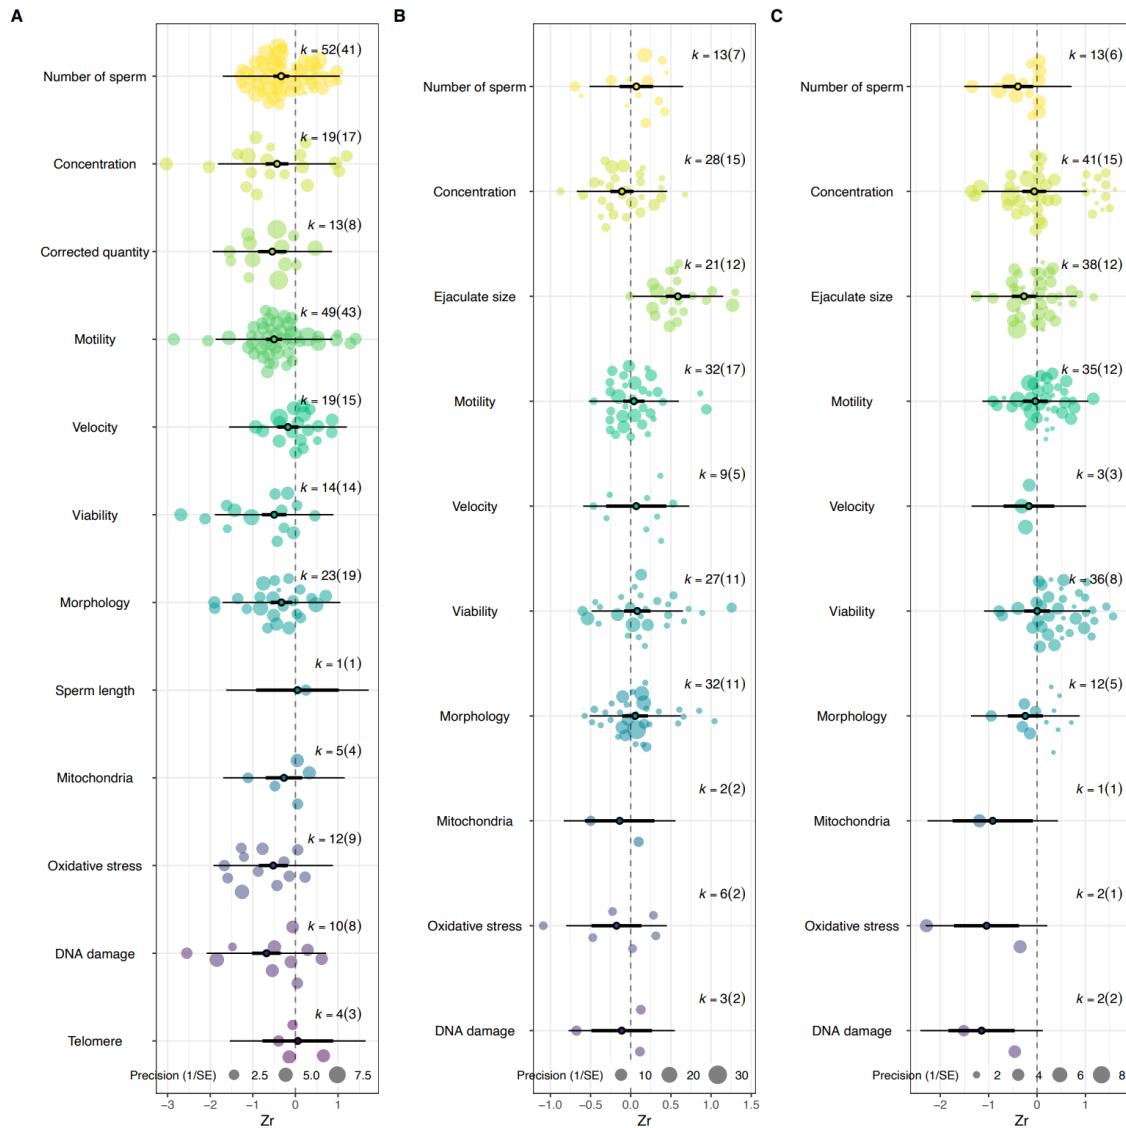 A
Number of sperm
k = 52(41)
Concentration
k = 19(17)
Corrected quantity
k = 13(8)
Motility
k = 49(43)
Velocity
k = 19(15)
Viability
k = 14(14)
Morphology
k = 23(19)
Sperm length
k = 1(1)
Mitochondria
k = 5(4)
Oxidative stress
k = 12(9)
DNA damage
k = 10(8)
Telomere
k = 4(3)
Precision (1/SE) 2.5 5.0 7.5
−3 −2 −1 0 1
Zr
B
Number of sperm
k = 13(7)
Concentration
k = 28(15)
Ejaculate size
k = 21(12)
Motility
k = 32(17)
Velocity
k = 9(5)
Viability
k = 27(11)
Morphology
k = 32(11)
Mitochondria
k = 2(2)
Oxidative stress
k = 6(2)
DNA damage
k = 3(2)
Precision (1/SE) 10 20 30
−1.0 −0.5 0.0 0.5 1.0 1.5
Zr
C
Number of sperm
k = 13(6)
Concentration
k = 41(15)
Ejaculate size
k = 38(12)
Motility
k = 35(12)
Velocity
k = 3(3)
Viability
k = 36(8)
Morphology
k = 12(5)
Mitochondria
k = 1(1)
Oxidative stress
k = 2(1)
DNA damage
k = 2(2)
Precision (1/SE) 2 4 6 8
−2 −1 0 1
Zr